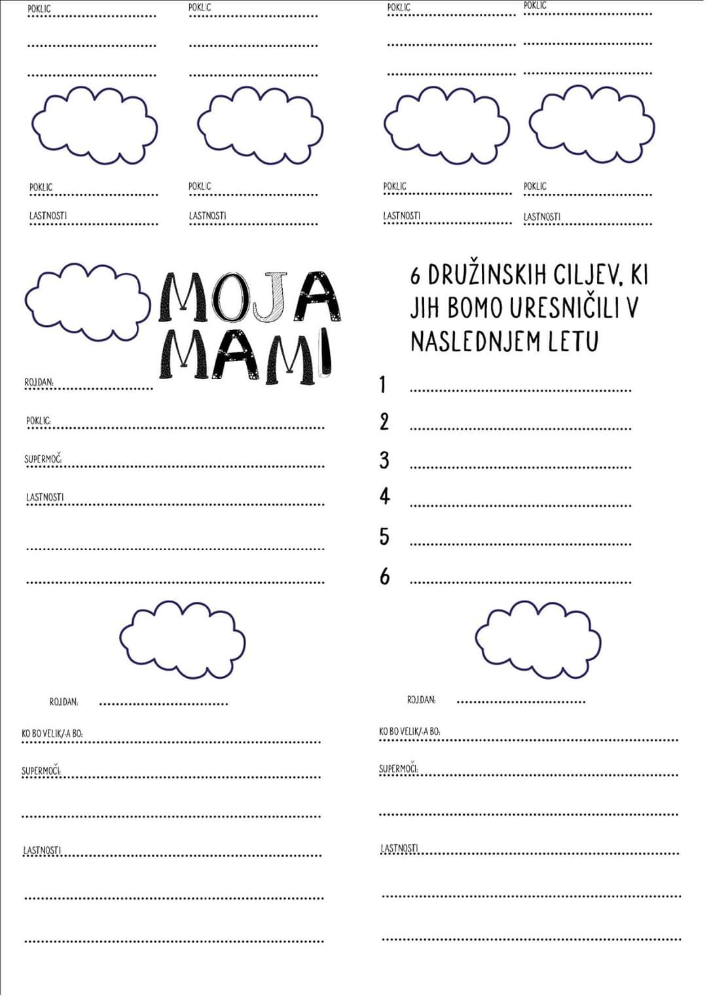 POKLIC
POKLIC
POKLIC
POKLIC
POKLIC
POKLIC
POKLIC
POKLIC
LASTNOSTI
LASTNOSTI
LASTNOSTI
LASTNOSTI
MOJA
MAMI
ROJ.DAN:
POKLIC:
SUPERMOČ:
LASTNOSTI
6 DRUŽINSKIH CILJEV, KI
JIH BOMO URESNIČILI V
NASLEDNJEM LETU
1
2
3
4
5
6
ROJ.DAN:
KO BO VELIK/-A BO:
SUPERMOČI:
LASTNOSTI
ROJ.DAN:
KO BO VELIK/-A BO:
SUPERMOČI:
LASTNOSTI